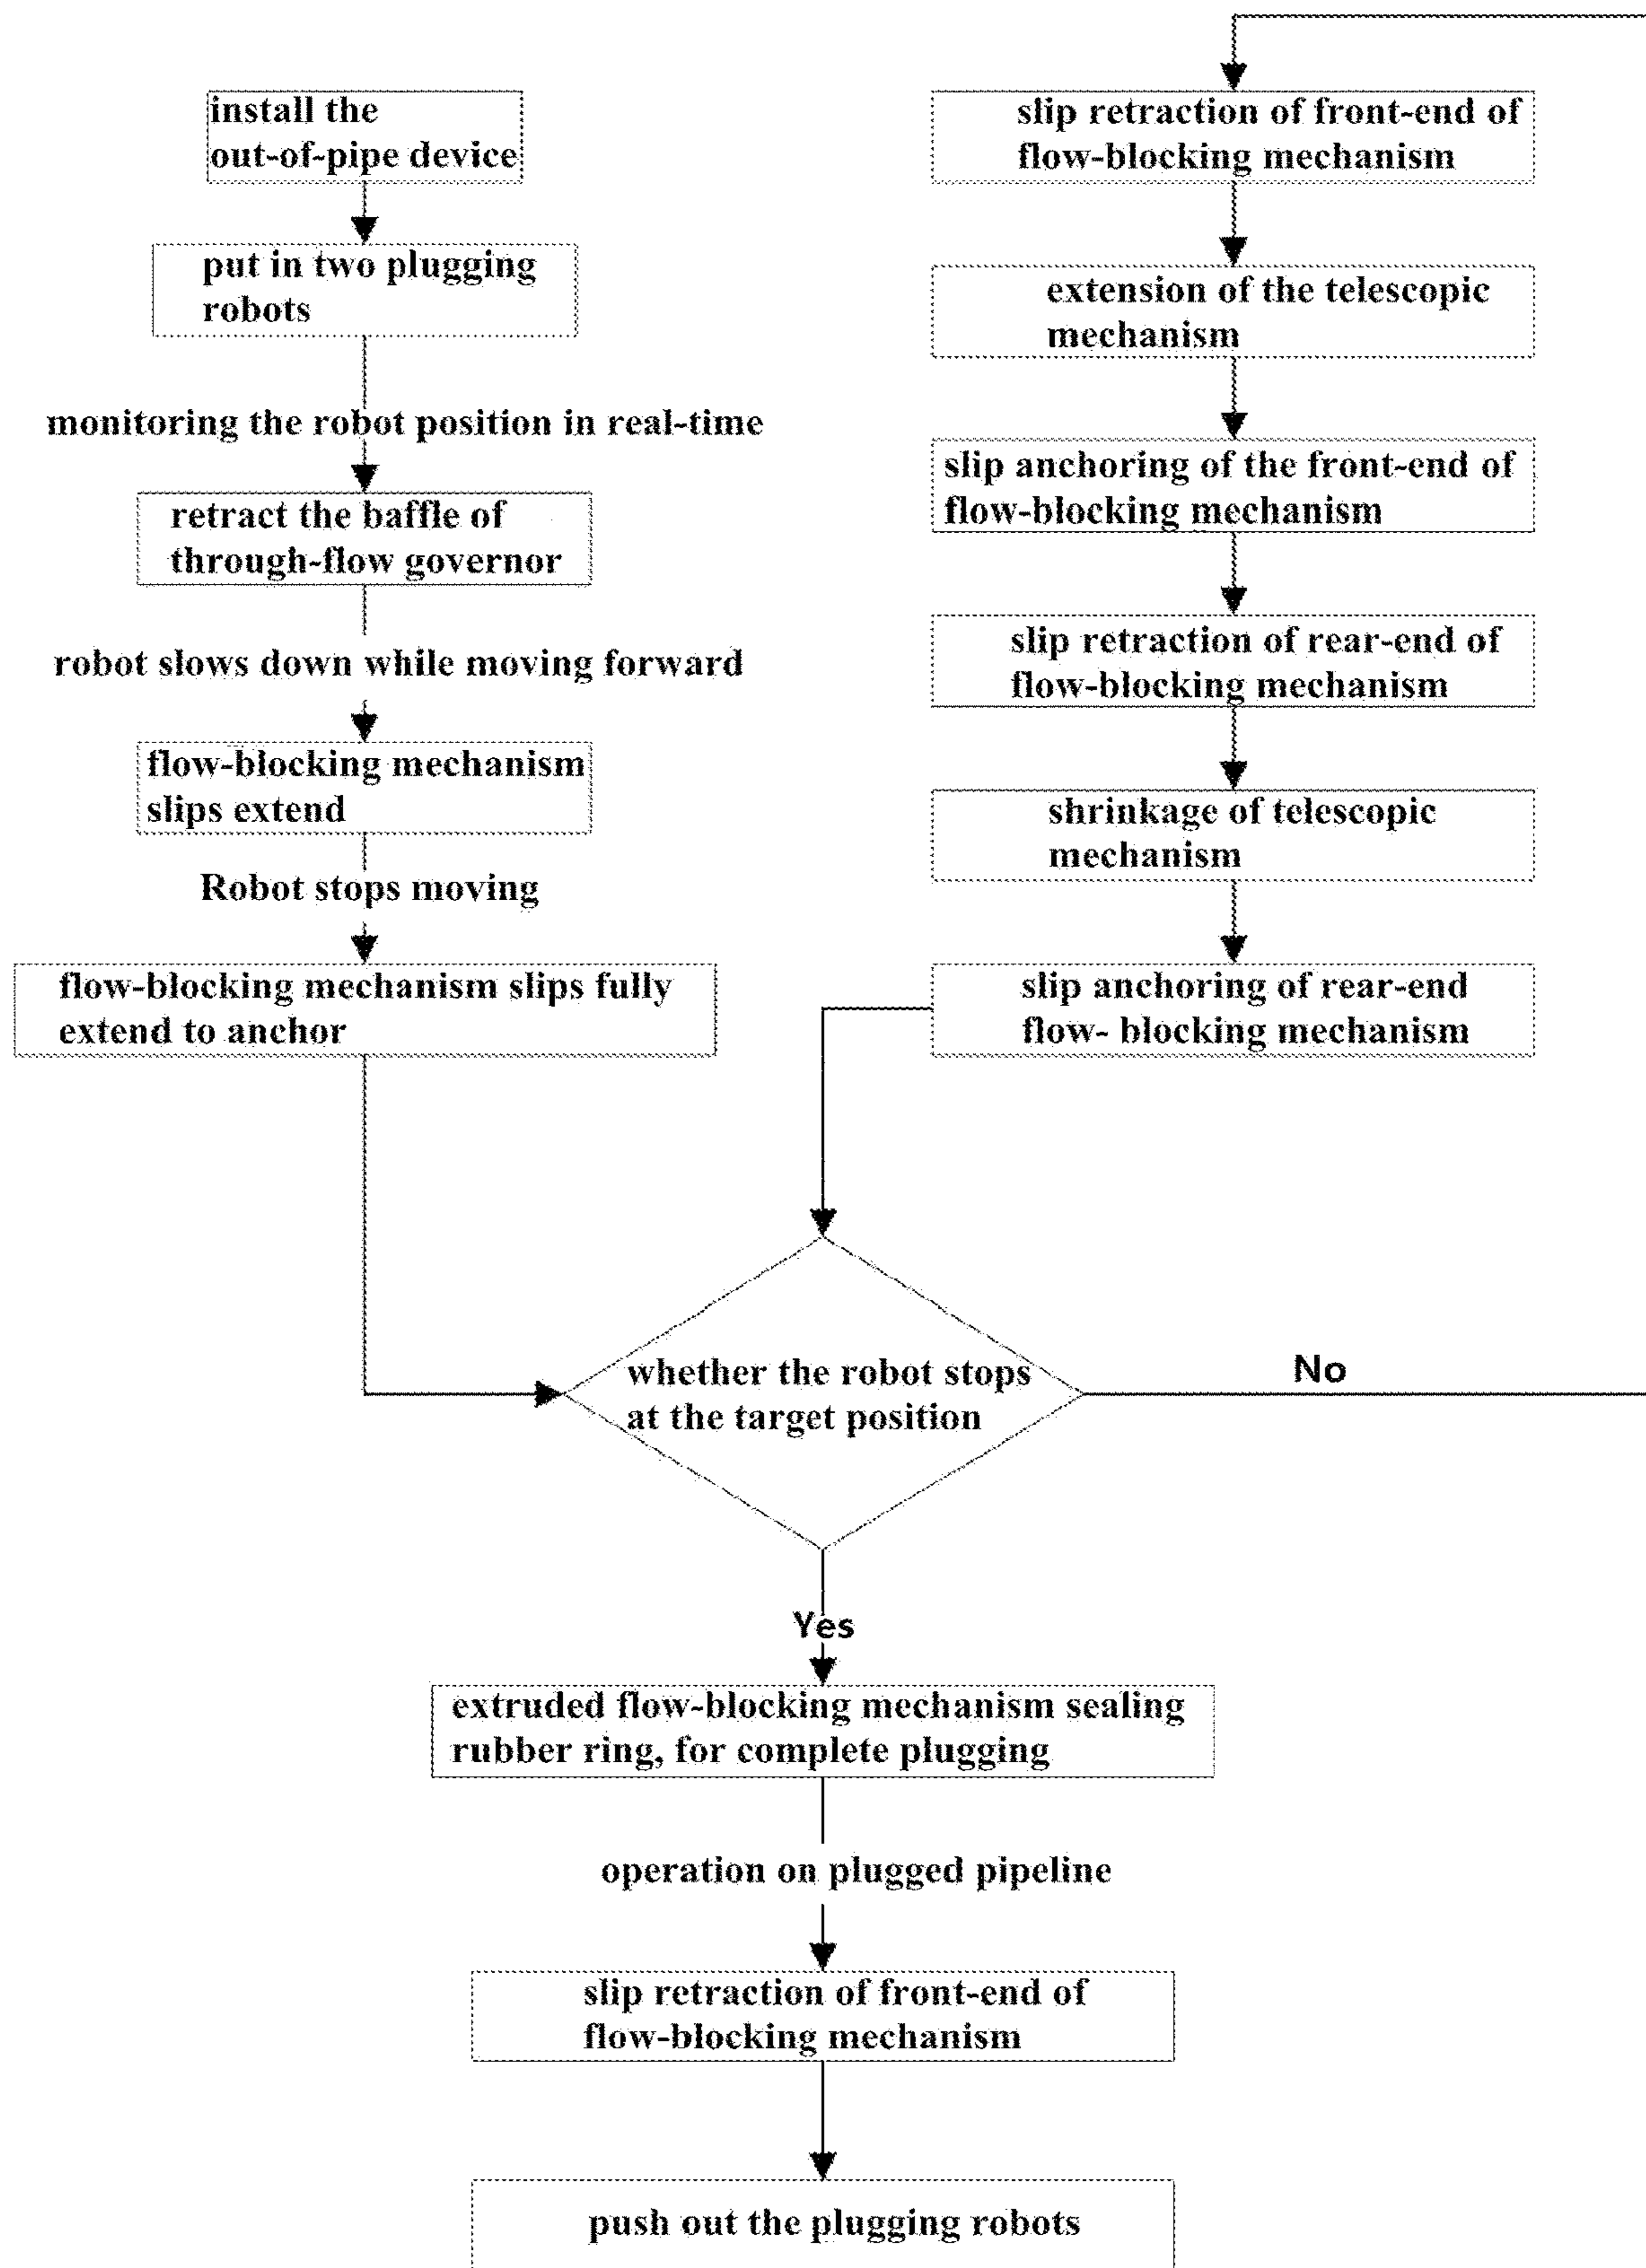 install the
out-of-pipe device
put in two plugging
robots
monitoring the robot position in real-time
retract the baffle of
through-flow governor
robot slows down while moving forward
flow-blocking mechanism
slips extend
Robot stops moving
flow-blocking mechanism slips fully
extend to anchor
slip retraction of front-end of
flow-blocking mechanism
extension of the telescopic
mechanism
slip anchoring of the front-end of
flow-blocking mechanism
slip retraction of rear-end of
flow-blocking mechanism
shrinkage of telescopic
mechanism
slip anchoring of rear-end
flow- blocking mechanism
whether the robot stops
at the target position
No
Yes
extruded flow-blocking mechanism sealing
rubber ring, for complete plugging
operation on plugged pipeline
slip retraction of front-end of
flow-blocking mechanism
push out the plugging robots